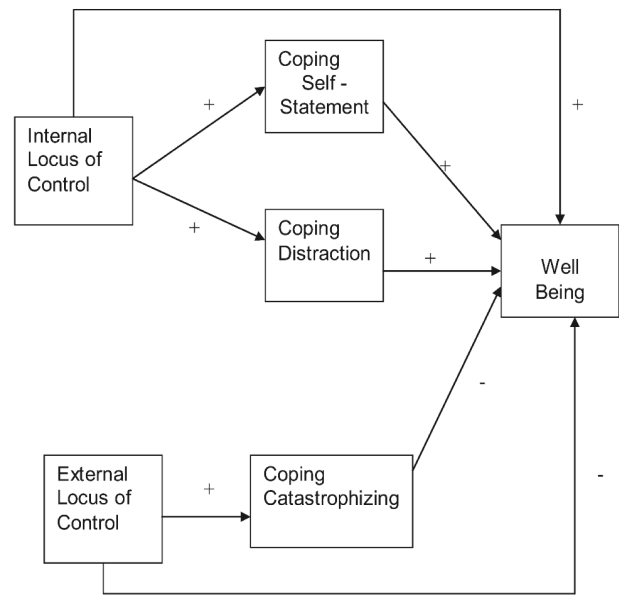 Coping
Self -
Statement
+
+
Internal
Locus of
Control
+
+
Coping
Distraction
+
Well
Being
-
External
Locus of
Control
+
Coping
Catastrophizing
-